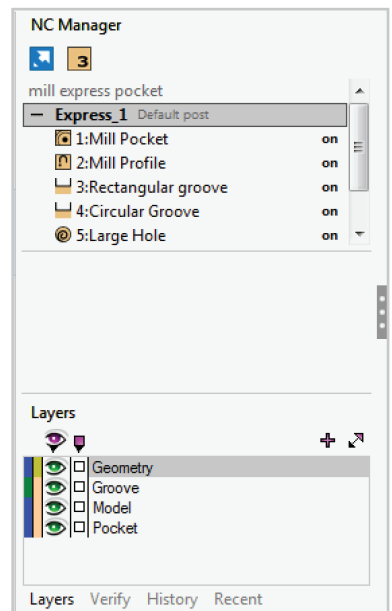 NC Manager
3
mill express pocket
Express_1 Default post
1:Mill Pocket on
2:Mill Profile on
3:Rectangular groove on
4:Circular Groove on
5:Large Hole on
Layers
Geometry
Groove
Model
Pocket
Layers Verify History Recent